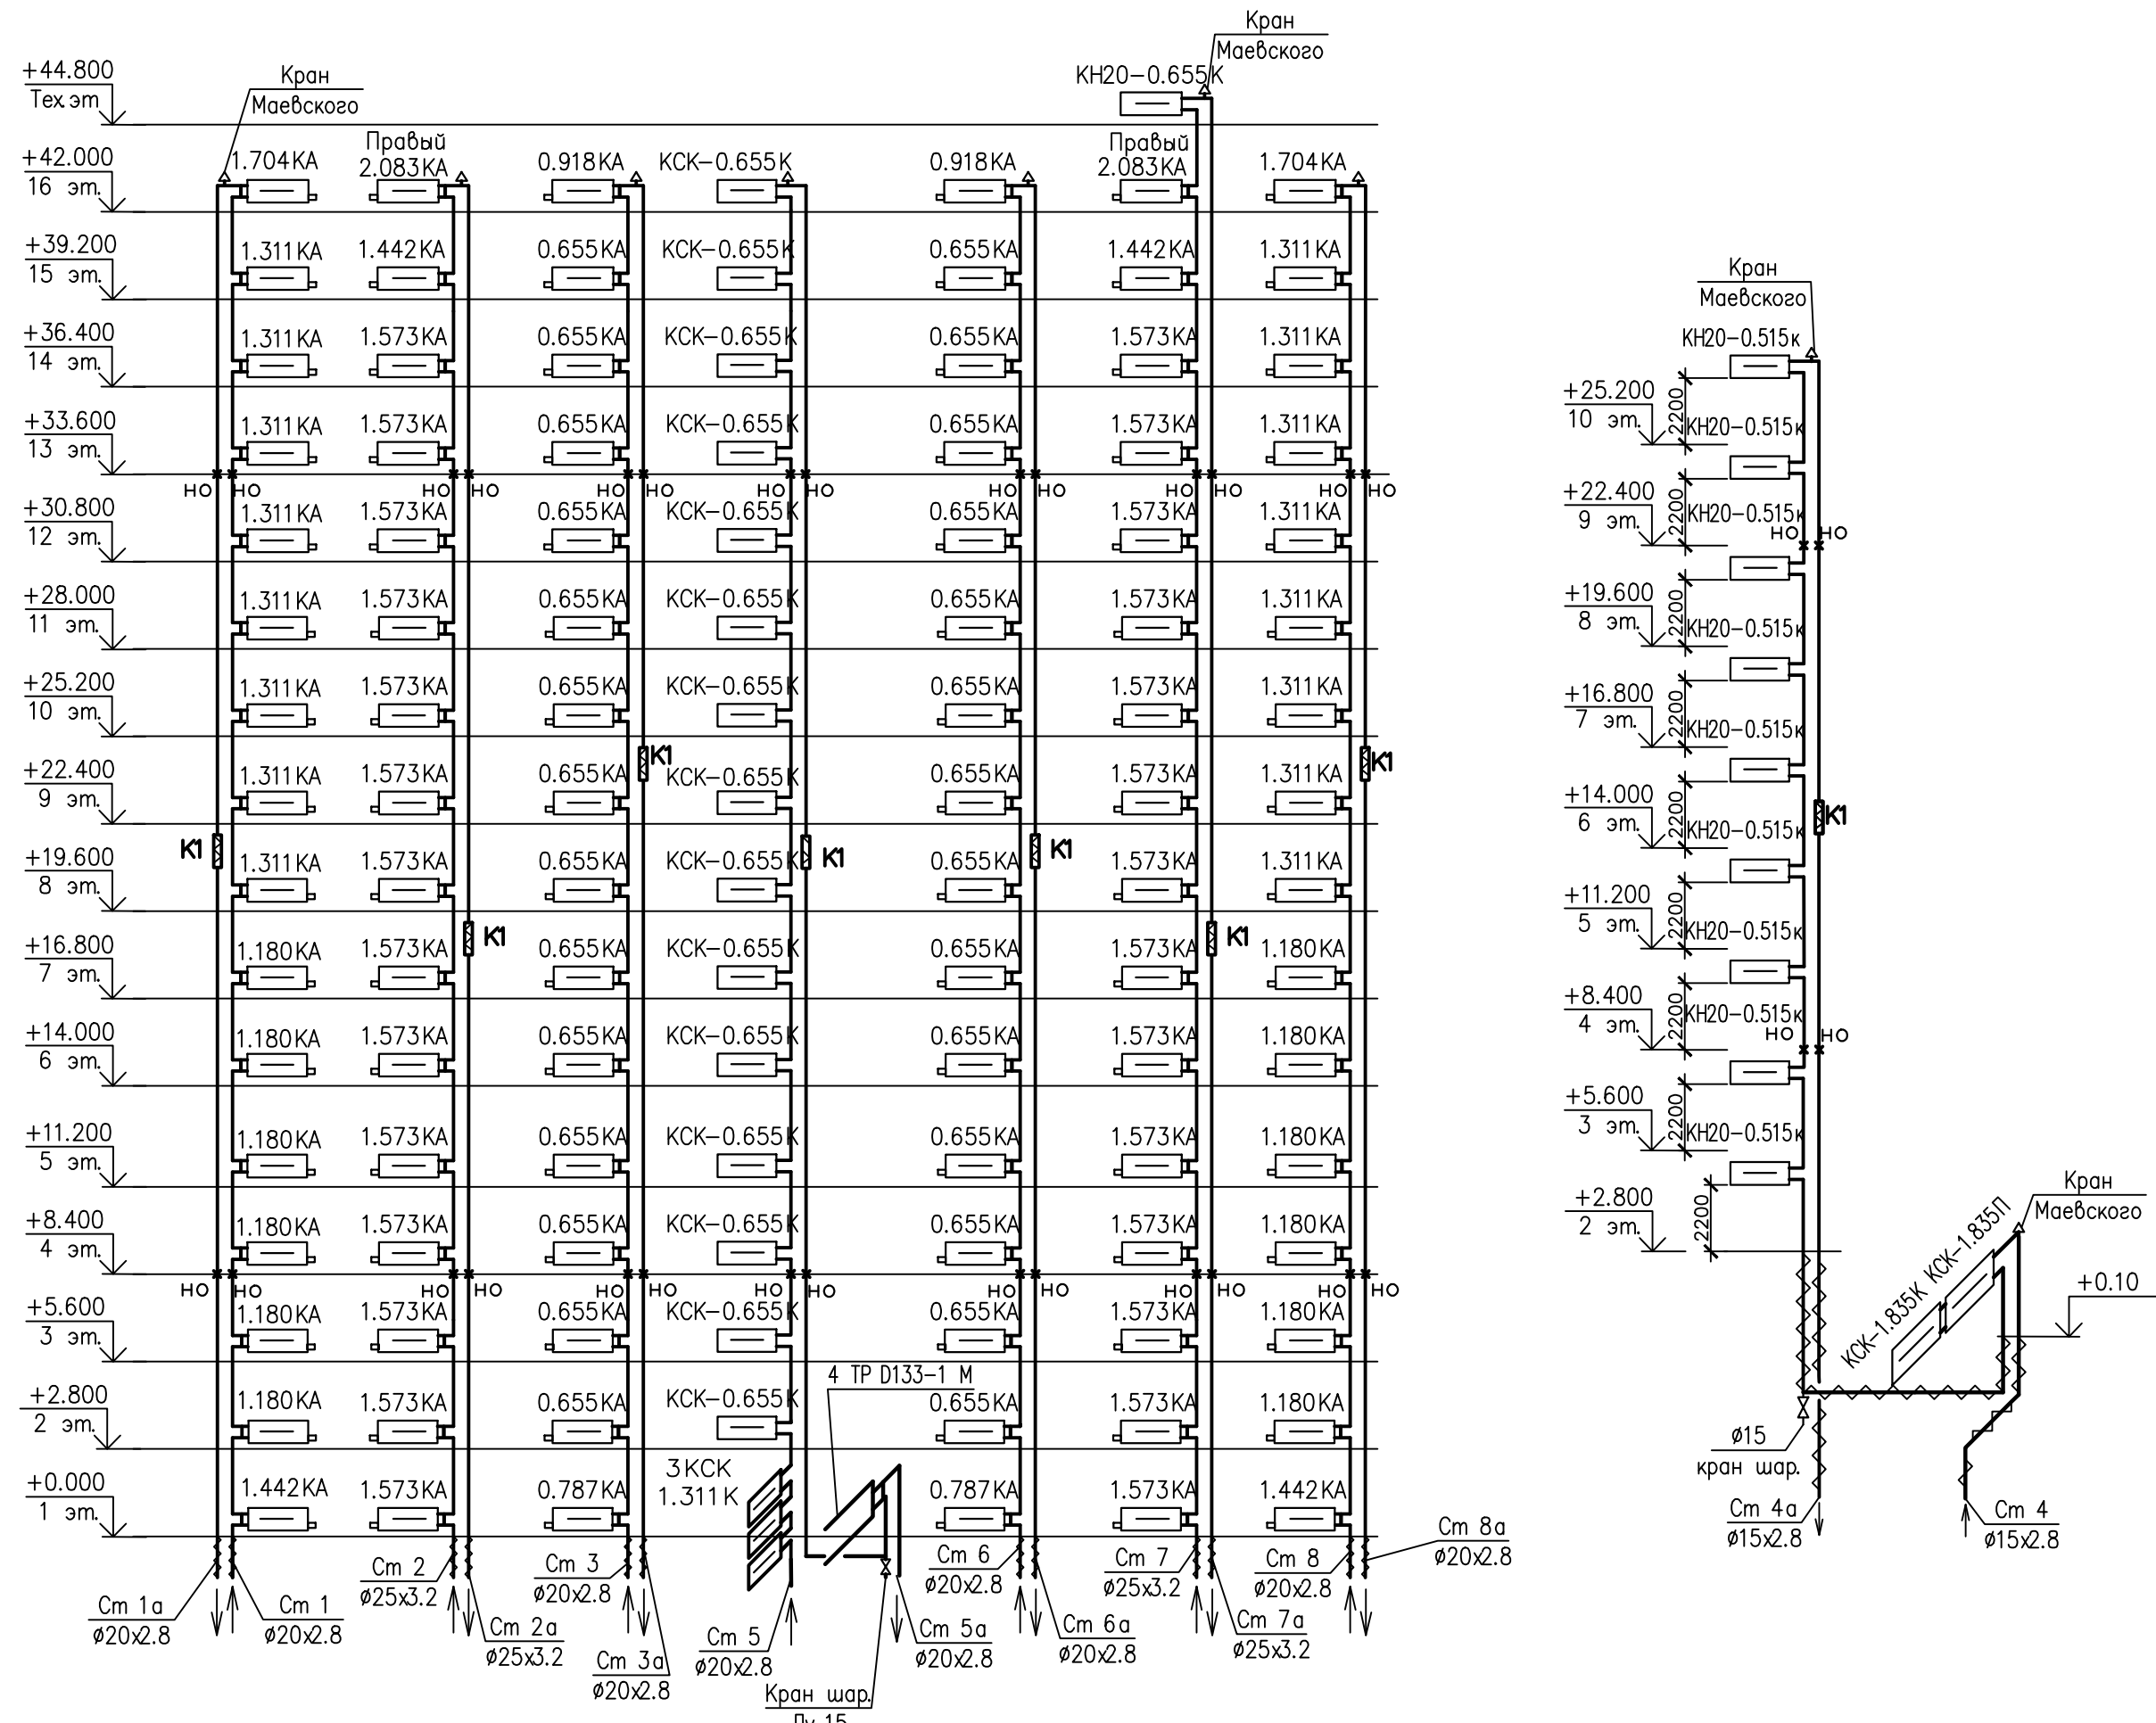 Кран
Маевского
КН20-0.655К
+44.800
Тех.эт
Кран
Маевского
+42.000
16 эт.
1.704КА
Правый
2.083КА
0.918КА
КСК-0.655К
0.918КА
Правый
2.083КА
1.704КА
+39.200
15 эт.
1.311КА
1.442КА
0.655КА
КСК-0.655К
0.655КА
1.442КА
1.311КА
+36.400
14 эт.
1.311КА
1.573КА
0.655КА
КСК-0.655К
0.655КА
1.573КА
1.311КА
+33.600
13 эт.
1.311КА
1.573КА
0.655КА
КСК-0.655К
0.655КА
1.573КА
1.311КА
НО НО НО НО НО НО НО НО НО НО НО НО НО НО
+30.800
12 эт.
1.311КА
1.573КА
0.655КА
КСК-0.655К
0.655КА
1.573КА
1.311КА
+28.000
11 эт.
1.311КА
1.573КА
0.655КА
КСК-0.655К
0.655КА
1.573КА
1.311КА
+25.200
10 эт.
1.311КА
1.573КА
0.655КА
КСК-0.655К
0.655КА
1.573КА
1.311КА
К1
К1
+22.400
9 эт.
1.311КА
1.573КА
0.655КА
КСК-0.655К
0.655КА
1.573КА
1.311КА
К1
К1
К1
+19.600
8 эт.
1.311КА
1.573КА
0.655КА
КСК-0.655К
0.655КА
1.573КА
1.311КА
К1
К1
+16.800
7 эт.
1.180КА
1.573КА
0.655КА
КСК-0.655К
0.655КА
1.573КА
1.180КА
+14.000
6 эт.
1.180КА
1.573КА
0.655КА
КСК-0.655К
0.655КА
1.573КА
1.180КА
+11.200
5 эт.
1.180КА
1.573КА
0.655КА
КСК-0.655К
0.655КА
1.573КА
1.180КА
+8.400
4 эт.
1.180КА
1.573КА
0.655КА
КСК-0.655К
0.655КА
1.573КА
1.180КА
НО НО НО НО НО НО НО НО НО НО НО НО НО НО
+5.600
3 эт.
1.180КА
1.573КА
0.655КА
КСК-0.655К
0.655КА
1.573КА
1.180КА
4 ТР D133-1 М
+2.800
2 эт.
1.180КА
1.573КА
0.655КА
КСК-0.655К
0.655КА
1.573КА
1.180КА
+0.000
1 эт.
1.442КА
1.573КА
0.787КА
3КСК
1.311К
0.787КА
1.573КА
1.442КА
Ст 1а
ø20х2.8
Ст 1
ø20х2.8
Ст 2
ø25х3.2
Ст 2а
ø25х3.2
Ст 3
ø20х2.8
Ст 3а
ø20х2.8
Ст 5
ø20х2.8
Кран шар.
Ду 15
Ст 5а
ø20х2.8
Ст 6
ø20х2.8
Ст 6а
ø20х2.8
Ст 7
ø25х3.2
Ст 7а
ø25х3.2
Ст 8
ø20х2.8
Ст 8а
ø20х2.8
Кран
Маевского
КН20-0.515к
+25.200
10 эт.
2200
КН20-0.515к
+22.400
9 эт.
2200
КН20-0.515к
НО НО
+19.600
8 эт.
2200
КН20-0.515к
+16.800
7 эт.
2200
КН20-0.515к
+14.000
6 эт.
2200
КН20-0.515к
К1
+11.200
5 эт.
2200
КН20-0.515к
+8.400
4 эт.
2200
КН20-0.515к
НО НО
+5.600
3 эт.
2200
КН20-0.515к
+2.800
2 эт.
2200
Кран
Маевского
КСК-1.835К КСК-1.835П
+0.10
ø15
кран шар.
Ст 4а
ø15х2.8
Ст 4
ø15х2.8